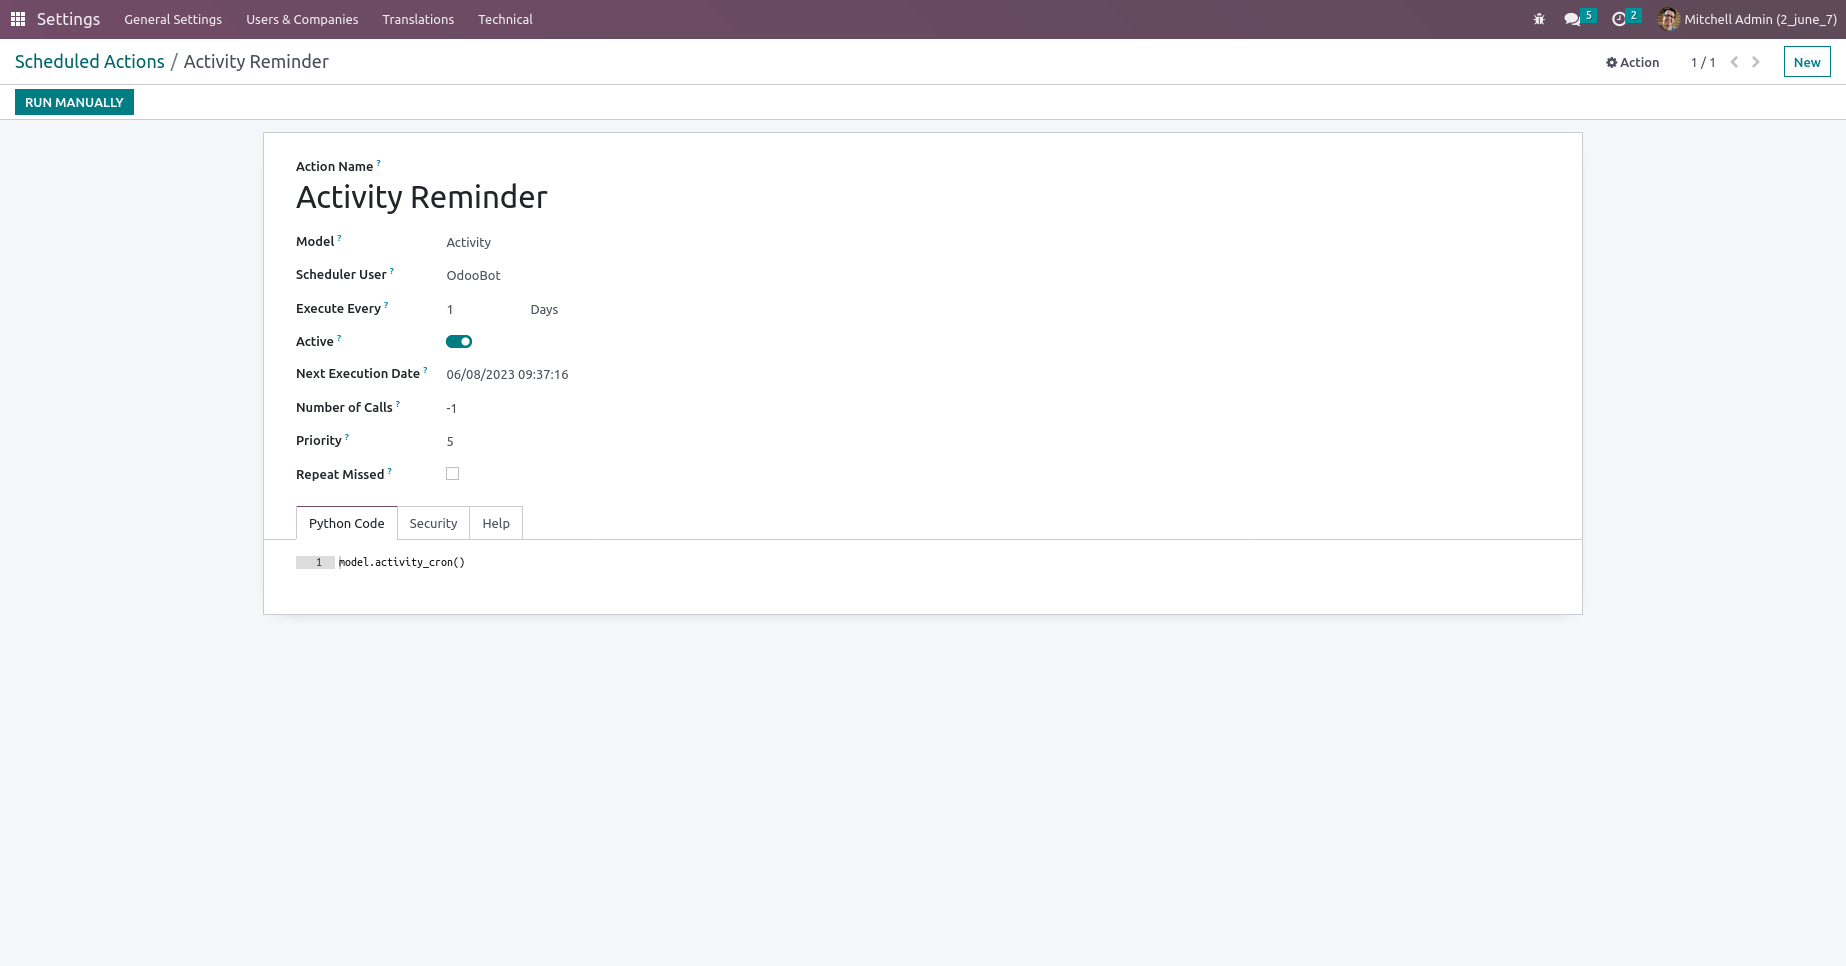 Settings General Settings Users & Companies Translations Technical 5 2 Mitchell Admin (2_june_7)
Scheduled Actions / Activity Reminder Action 1 / 1 New
RUN MANUALLY
Action Name ?
Activity Reminder
Model ? Activity
Scheduler User ? OdooBot
Execute Every ? 1 Days
Active ?
Next Execution Date ? 06/08/2023 09:37:16
Number of Calls ? -1
Priority ? 5
Repeat Missed ?
Python Code Security Help
1 model.activity_cron()